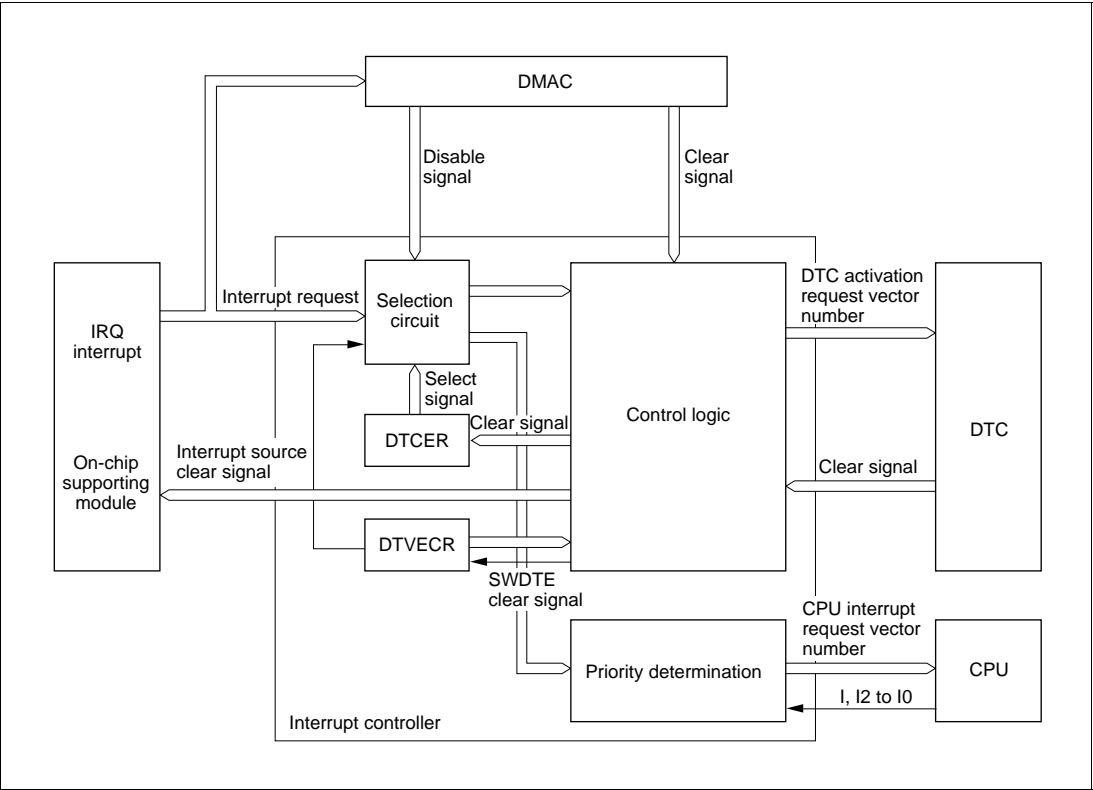 DMAC
Disable
signal
Clear
signal
IRQ
interrupt
On-chip
supporting
module
Interrupt request
Selection
circuit
Select
signal
DTCER
Clear signal
Interrupt source
clear signal
DTVECR
SWDTE
clear signal
Control logic
DTC activation
request vector
number
DTC
Clear signal
Priority determination
CPU interrupt
request vector
number
CPU
I, I2 to I0
Interrupt controller